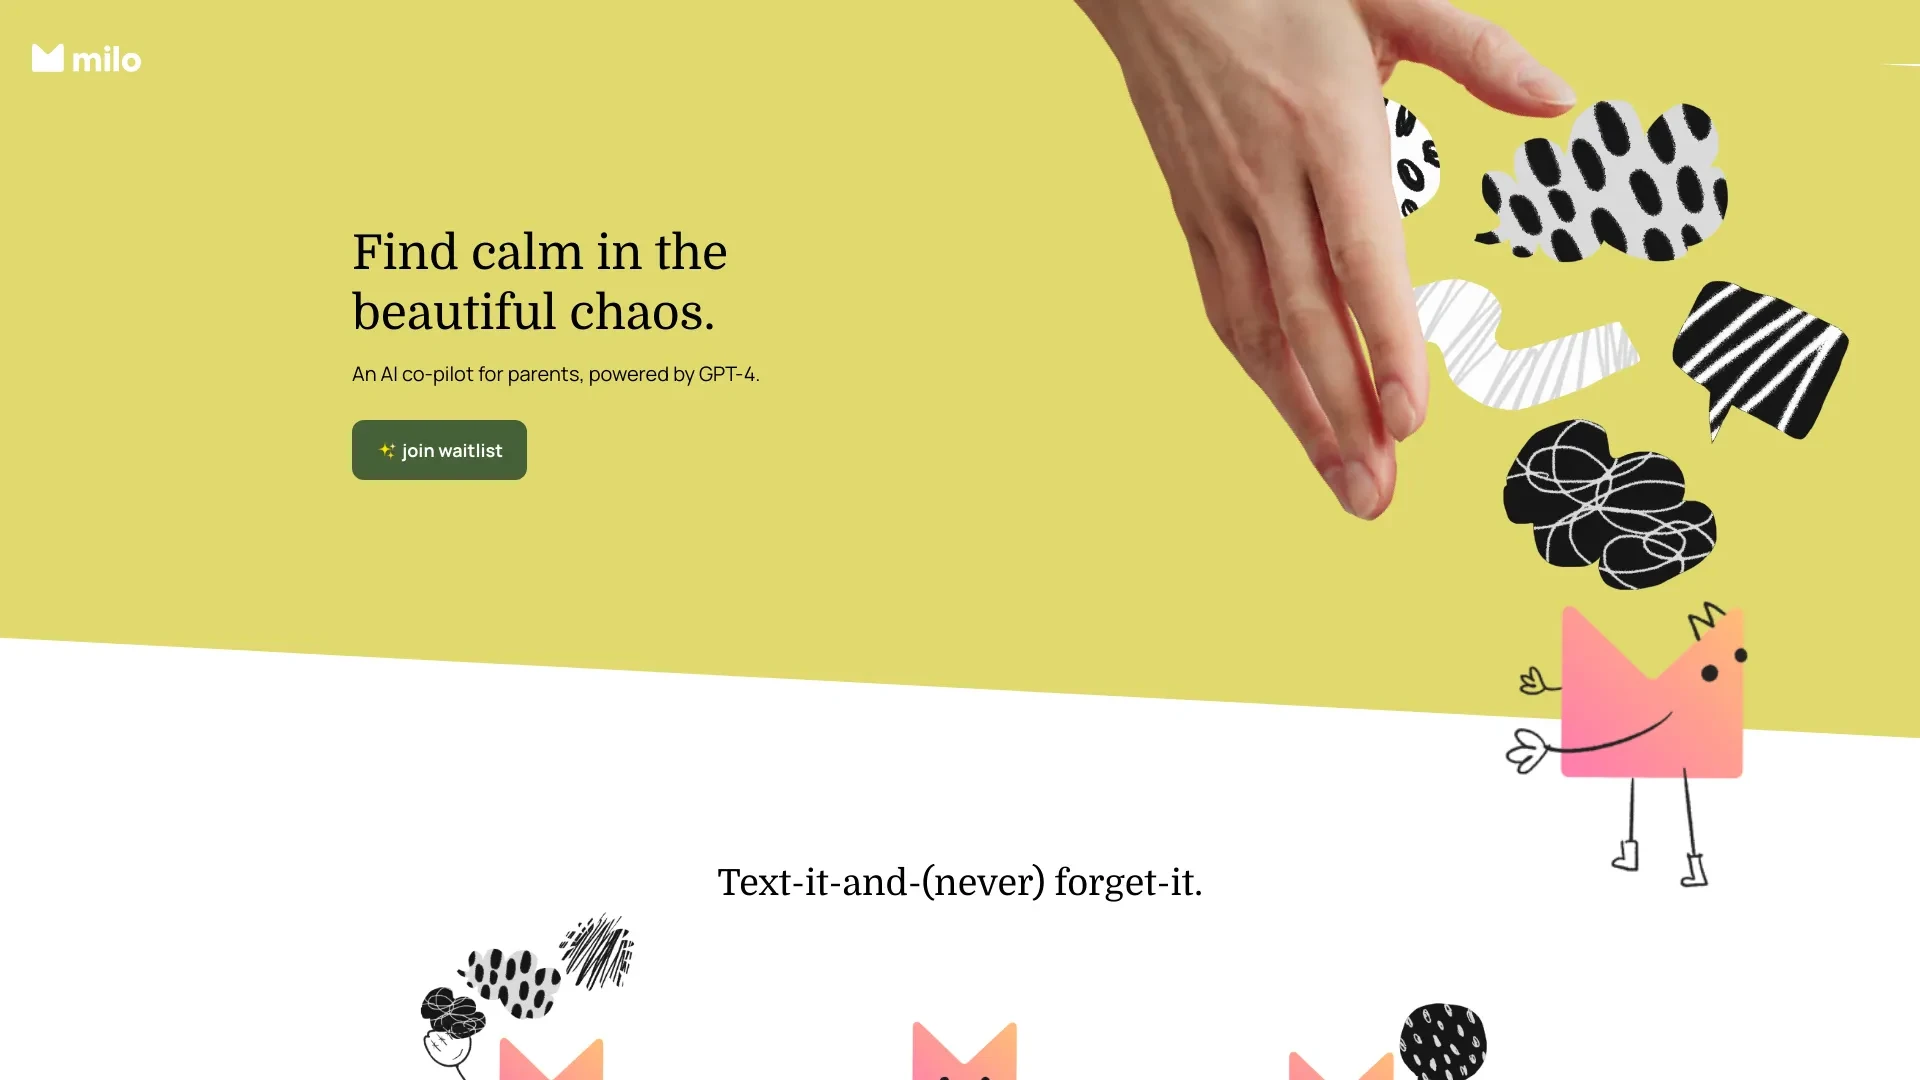 milo
Find calm in the
beautiful chaos.
An AI co-pilot for parents, powered by GPT-4.
✨ join waitlist
Text-it-and-(never) forget-it.